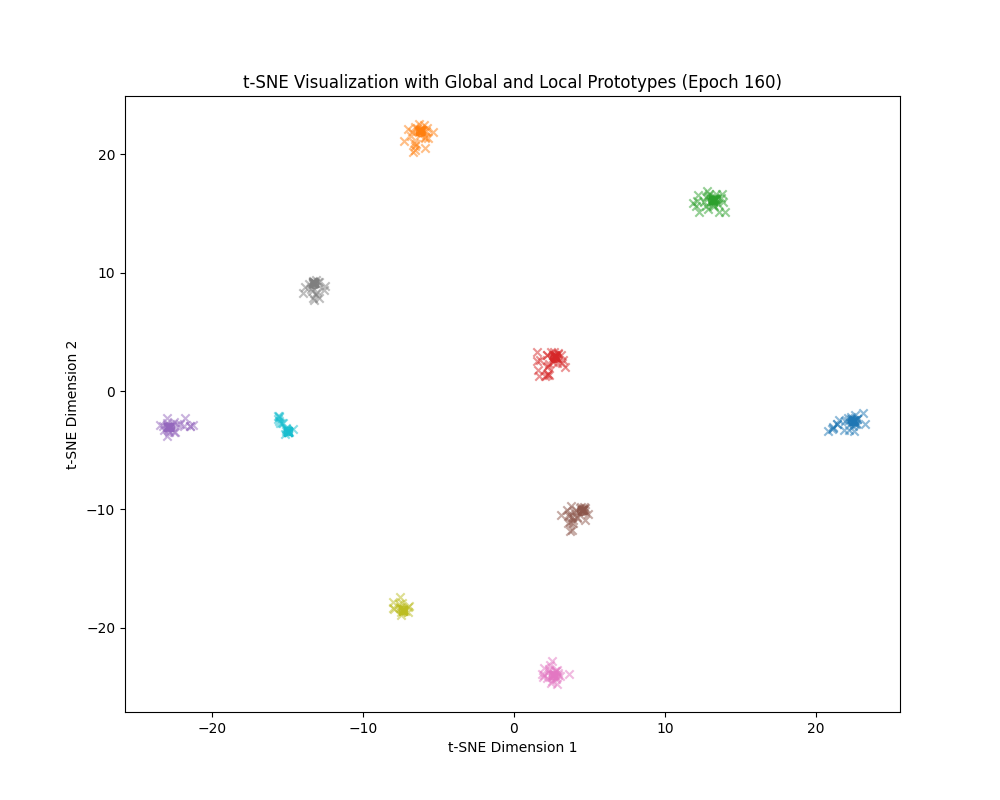 t-SNE Visualization with Global and Local Prototypes (Epoch 160)
20
10
0
−10
−20
t-SNE Dimension 2
−20 −10 0 10 20
t-SNE Dimension 1